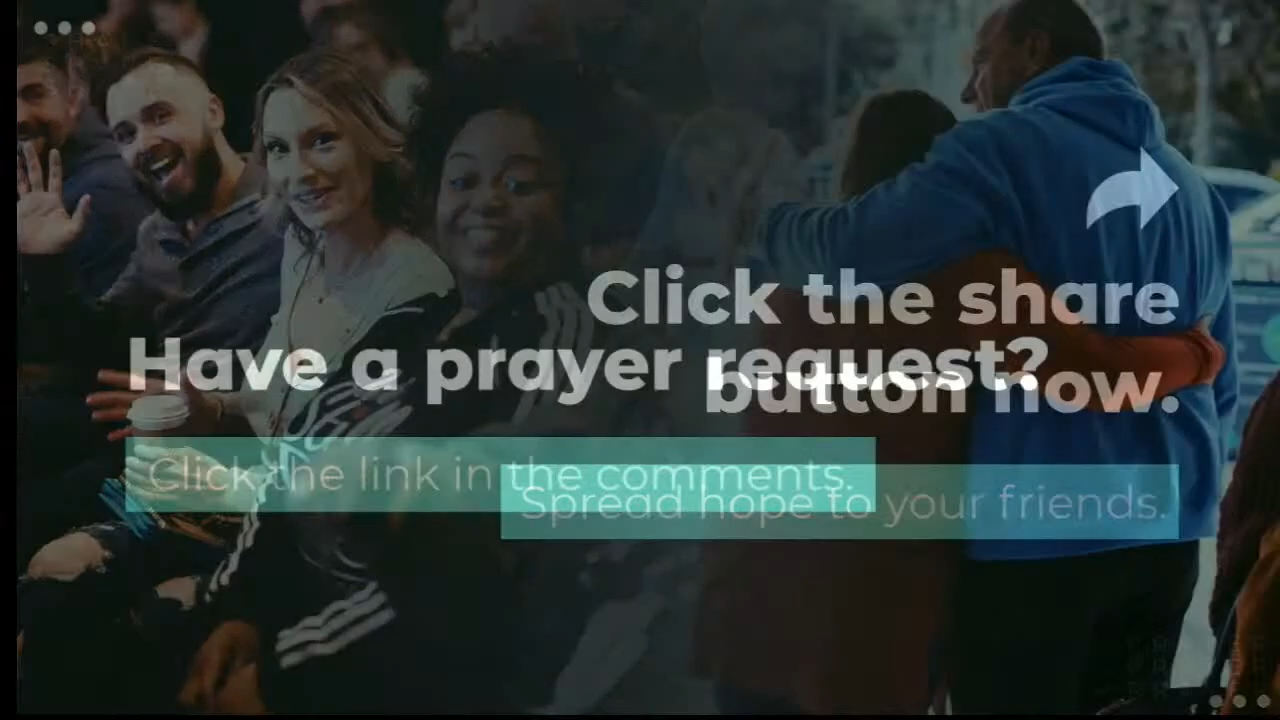 Click the share
button now.
Spread hope to your friends.
Have a prayer request?
Click the link in the comments.